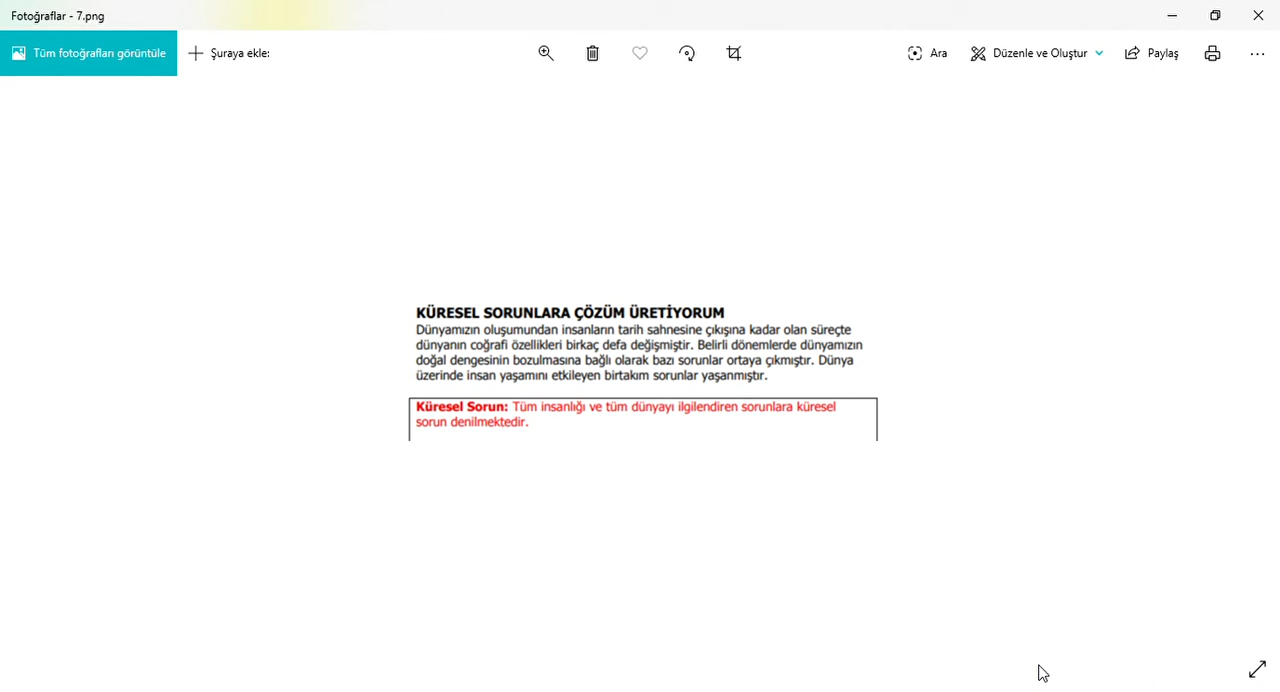 Fotoğraflar - 7.png
Tüm fotoğrafları görüntüle
Şuraya ekle:
Ara
Düzenle ve Oluştur
Paylaş
KÜRESEL SORUNLARA ÇÖZÜM ÜRETİYORUM
Dünyamızın oluşumundan insanların tarih sahnesine çıkışına kadar olan süreçte
dünyanın coğrafi özellikleri birkaç defa değişmiştir. Belirli dönemlerde dünyamızın
doğal dengesinin bozulmasına bağlı olarak bazı sorunlar ortaya çıkmıştır. Dünya
üzerinde insan yaşamını etkileyen birtakım sorunlar yaşanmıştır.
Küresel Sorun: Tüm insanlığı ve tüm dünyayı ilgilendiren sorunlara küresel
sorun denilmektedir.